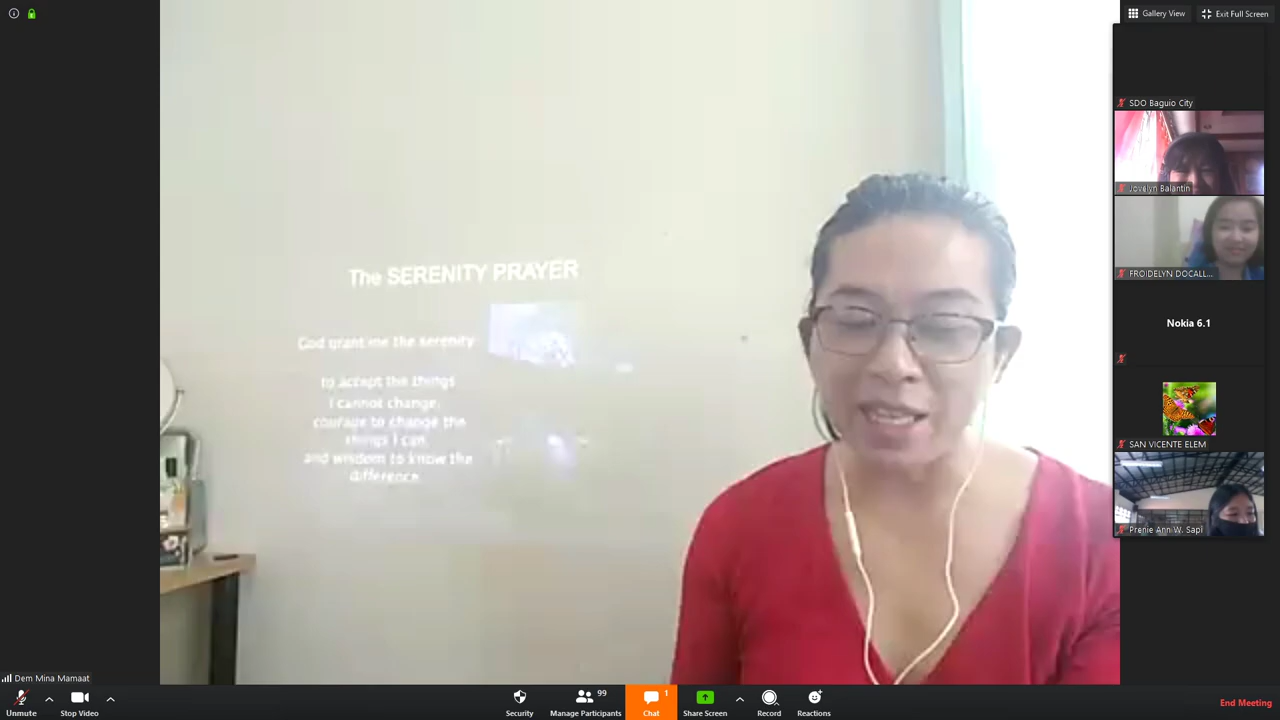 Gallery View
Exit Full Screen
SDO Baguio City
Jovelyn Balantin
FROIDELYN DOCALL...
Nokia 6.1
SAN VICENTE ELEM
Prenie Ann W. Sapi
The SERENITY PRAYER
God grant me the serenity
to accept the things
I cannot change,
courage to change the
things I can,
and wisdom to know the
difference
Dem Mina Mamaat
Unmute
Stop Video
Security
99
Manage Participants
1
Chat
Share Screen
Record
Reactions
End Meeting